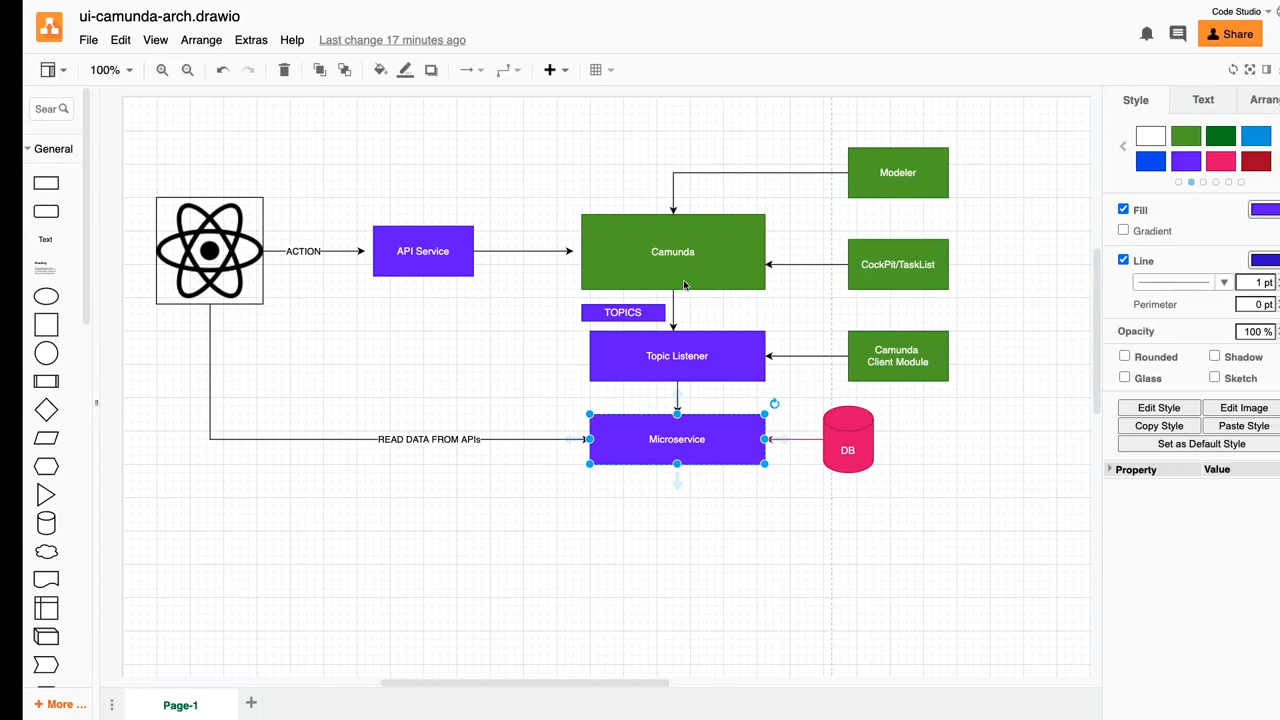 ui-camunda-arch.drawio
Code Studio
File Edit View Arrange Extras Help Last change 17 minutes ago
Share
100%
Sear
General
Text
Heading
More ...
Page-1
Modeler
ACTION
API Service
Camunda
CockPit/TaskList
TOPICS
Topic Listener
Camunda
Client Module
READ DATA FROM APIs
Microservice
DB
Style Text Arran
Fill
Gradient
Line
1 pt
Perimeter 0 pt
Opacity 100 %
Rounded Shadow
Glass Sketch
Edit Style Edit Image
Copy Style Paste Style
Set as Default Style
Property Value